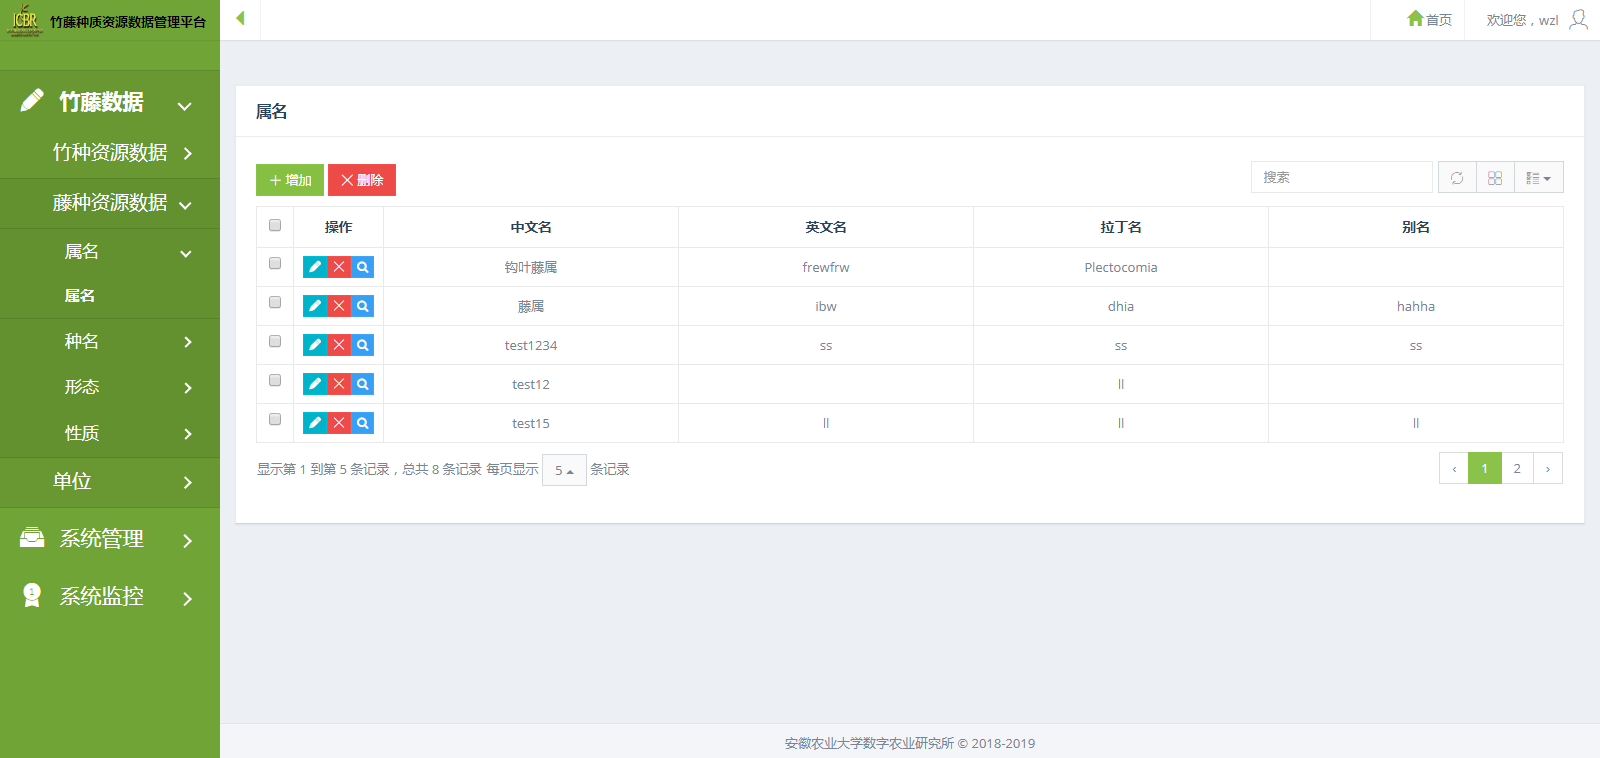 ICBR 竹藤种质资源数据管理平台
首页
欢迎您，wzl
竹藤数据
竹种资源数据
藤种资源数据
属名
属名
种名
形态
性质
单位
系统管理
1 系统监控
属名
增加 删除
搜索
操作 中文名 英文名 拉丁名 别名
钩叶藤属 frewfrw Plectocomia
藤属 ibw dhia hahha
test1234 ss ss ss
test12 ll
test15 ll ll ll
显示第 1 到第 5 条记录，总共 8 条记录 每页显示 5 条记录
‹ 1 2 ›
安徽农业大学数字农业研究所 © 2018-2019